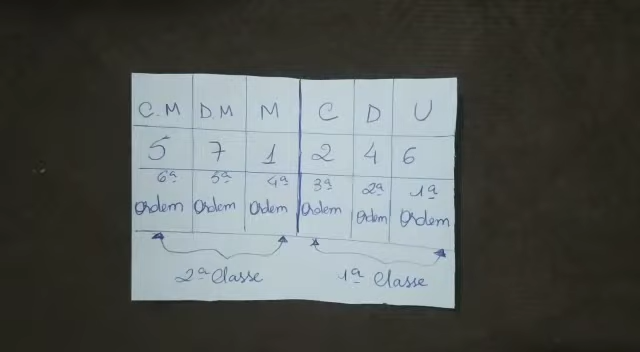 C.M D.M M C D U
5 7 1 2 4 6
6ª 5ª 4ª 3ª 2ª 1ª
Ordem Ordem Ordem Ordem Ordem Ordem
2ª Classe 1ª Classe